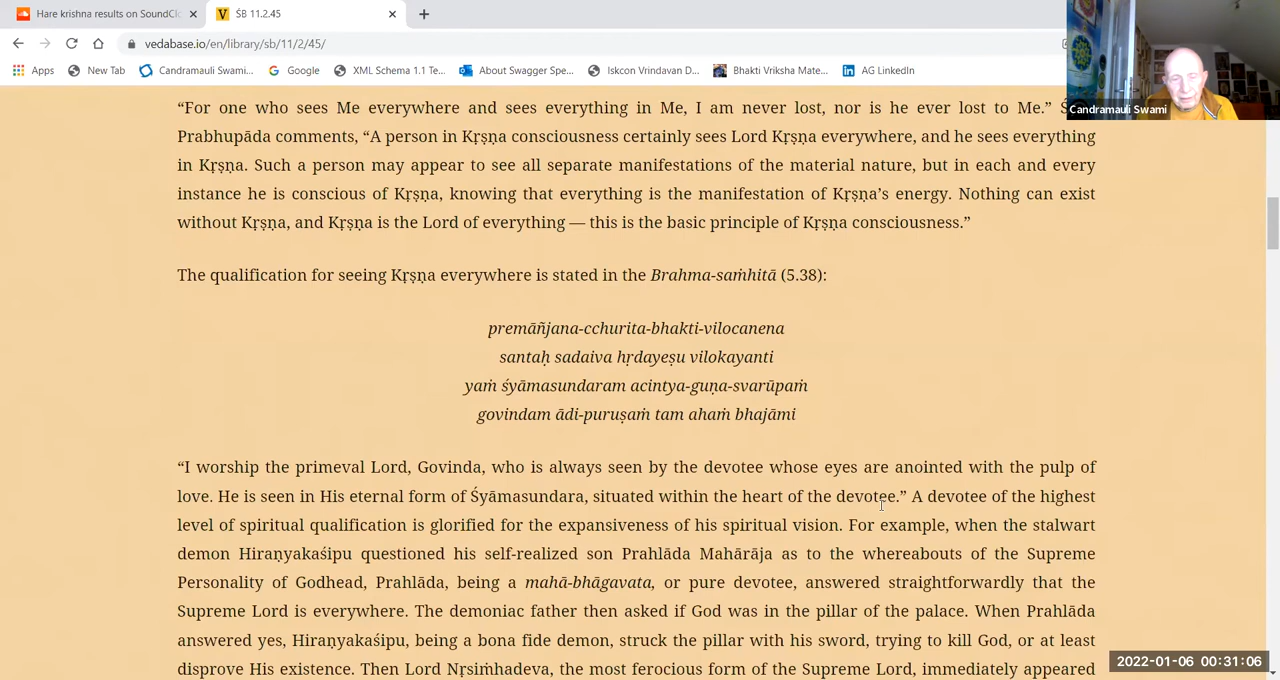 Hare krishna results on SoundClo
ŚB 11.2.45
vedabase.io/en/library/sb/11/2/45/
Apps New Tab Candramauli Swami... Google XML Schema 1.1 Te... About Swagger Spe... Iskcon Vrindavan D... Bhakti Vriksha Mate... AG LinkedIn
Candramauli Swami
“For one who sees Me everywhere and sees everything in Me, I am never lost, nor is he ever lost to Me.”
Prabhupāda comments, “A person in Kṛṣṇa consciousness certainly sees Lord Kṛṣṇa everywhere, and he sees everything
in Kṛṣṇa. Such a person may appear to see all separate manifestations of the material nature, but in each and every
instance he is conscious of Kṛṣṇa, knowing that everything is the manifestation of Kṛṣṇa’s energy. Nothing can exist
without Kṛṣṇa, and Kṛṣṇa is the Lord of everything — this is the basic principle of Kṛṣṇa consciousness.”
The qualification for seeing Kṛṣṇa everywhere is stated in the Brahma-saṁhitā (5.38):
premāñjana-cchurita-bhakti-vilocanena
santaḥ sadaiva hṛdayeṣu vilokayanti
yaṁ śyāmasundaram acintya-guṇa-svarūpaṁ
govindam ādi-puruṣaṁ tam ahaṁ bhajāmi
“I worship the primeval Lord, Govinda, who is always seen by the devotee whose eyes are anointed with the pulp of
love. He is seen in His eternal form of Śyāmasundara, situated within the heart of the devotee.” A devotee of the highest
level of spiritual qualification is glorified for the expansiveness of his spiritual vision. For example, when the stalwart
demon Hiraṇyakaśipu questioned his self-realized son Prahlāda Mahārāja as to the whereabouts of the Supreme
Personality of Godhead, Prahlāda, being a mahā-bhāgavata, or pure devotee, answered straightforwardly that the
Supreme Lord is everywhere. The demoniac father then asked if God was in the pillar of the palace. When Prahlāda
answered yes, Hiraṇyakaśipu, being a bona fide demon, struck the pillar with his sword, trying to kill God, or at least
disprove His existence. Then Lord Nṛsiṁhadeva, the most ferocious form of the Supreme Lord, immediately appeared
2022-01-06 00:31:06